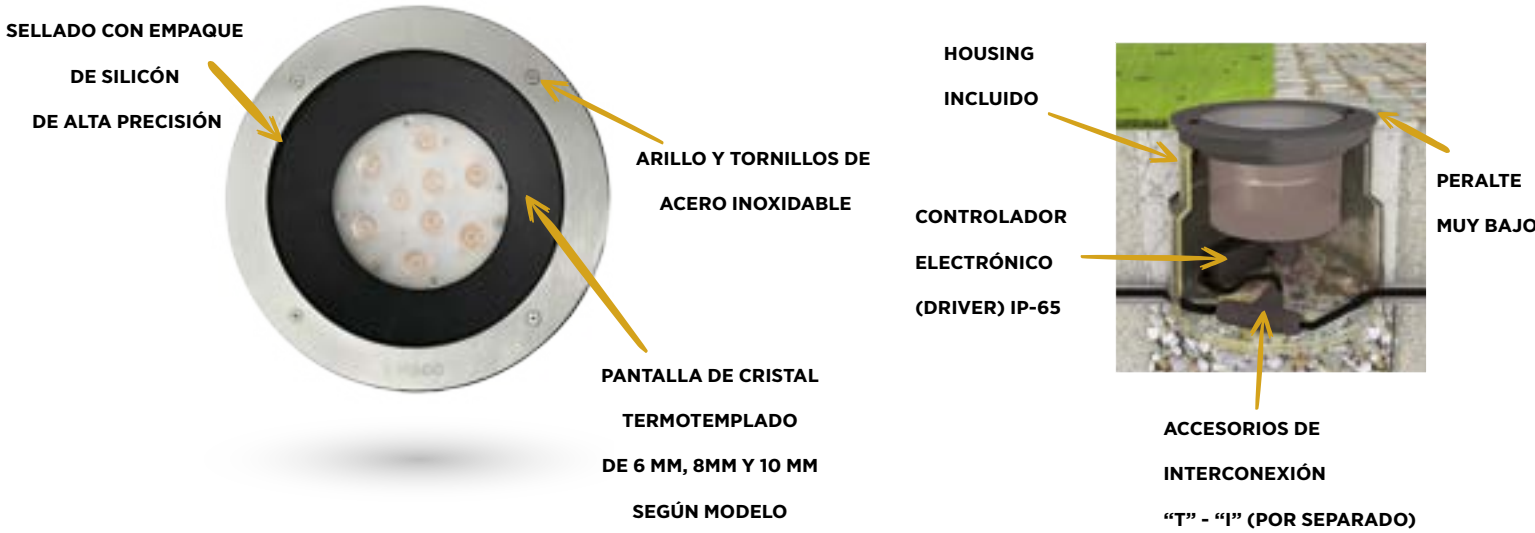 SELLADO CON EMPAQUE
DE SILICÓN
DE ALTA PRECISIÓN
ARILLO Y TORNILLOS DE
ACERO INOXIDABLE
PANTALLA DE CRISTAL
TERMOTEMPLADO
DE 6 MM, 8MM Y 10 MM
SEGÚN MODELO
HOUSING
INCLUIDO
CONTROLADOR
ELECTRÓNICO
(DRIVER) IP-65
PERALTE
MUY BAJO
ACCESORIOS DE
INTERCONEXIÓN
“T” - “I” (POR SEPARADO)